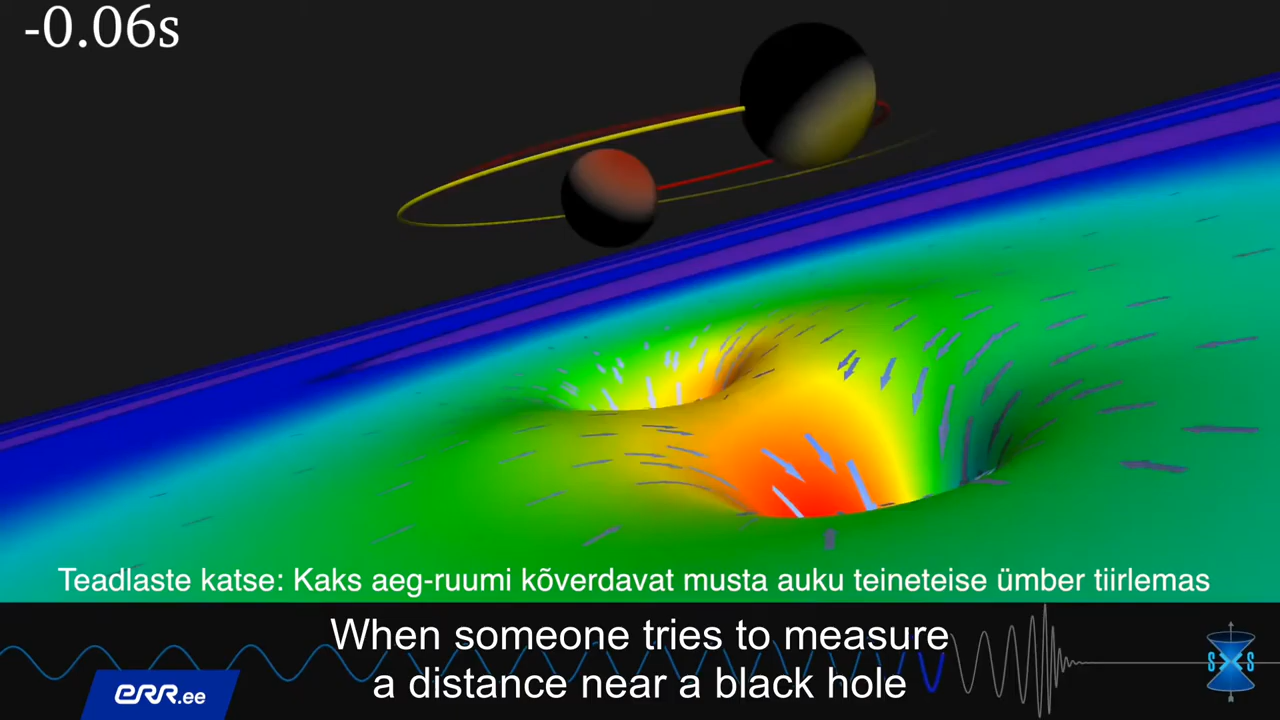 -0.06s
Teadlaste katse: Kaks aeg-ruumi kõverdavat musta auku teineteise ümber tiirlemas
When someone tries to measure
a distance near a black hole
err.ee
SXS